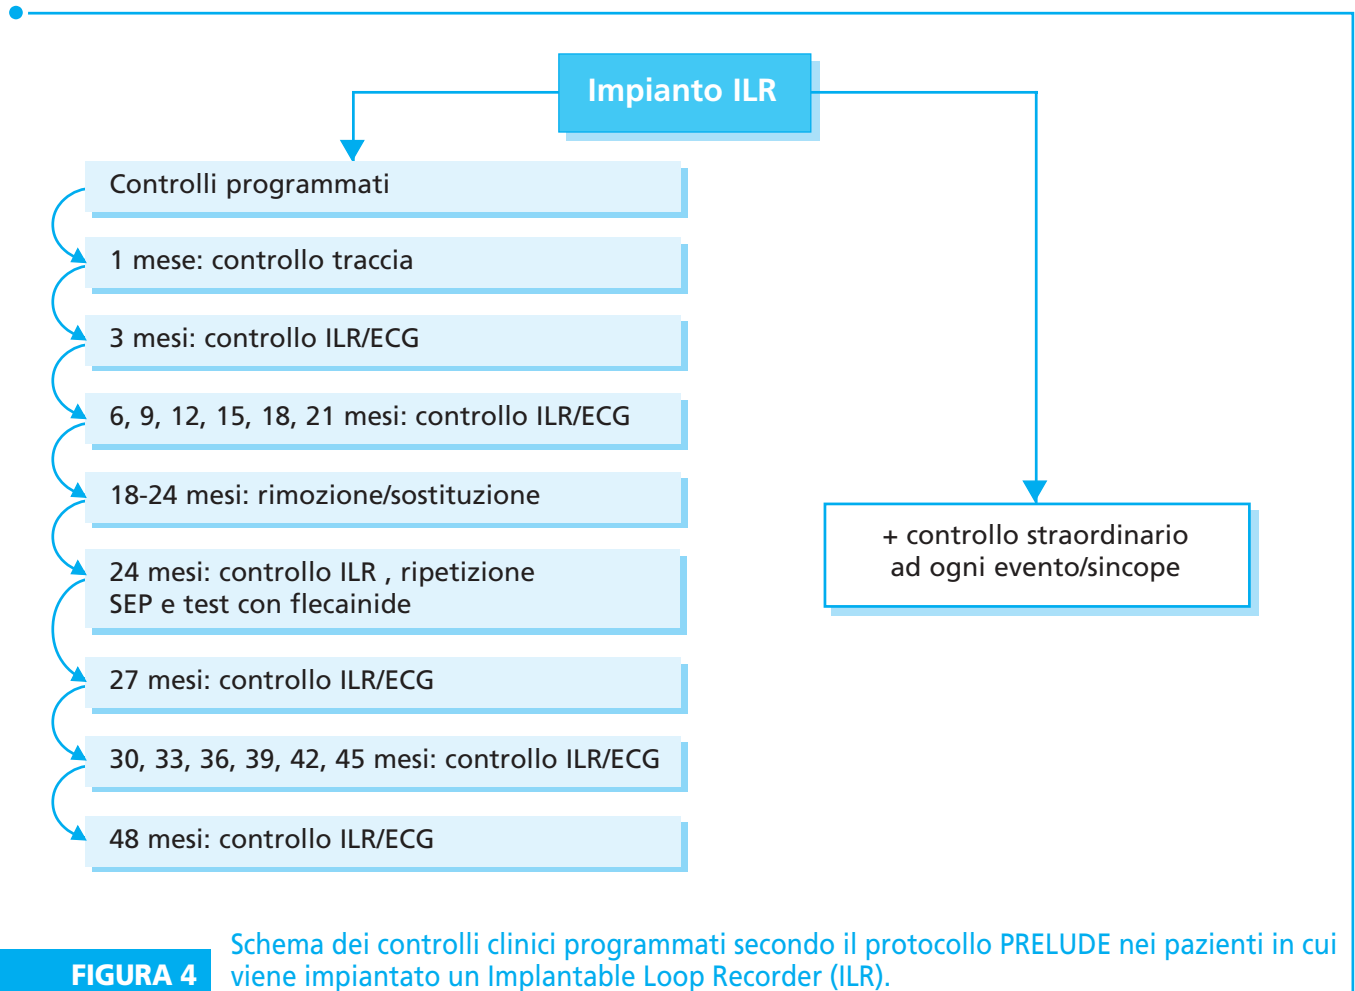 Impianto ILR
Controlli programmati
1 mese: controllo traccia
3 mesi: controllo ILR/ECG
6, 9, 12, 15, 18, 21 mesi: controllo ILR/ECG
18-24 mesi: rimozione/sostituzione
24 mesi: controllo ILR , ripetizione
SEP e test con flecainide
27 mesi: controllo ILR/ECG
30, 33, 36, 39, 42, 45 mesi: controllo ILR/ECG
48 mesi: controllo ILR/ECG
+ controllo straordinario
ad ogni evento/sincope
FIGURA 4
Schema dei controlli clinici programmati secondo il protocollo PRELUDE nei pazienti in cui
viene impiantato un Implantable Loop Recorder (ILR).